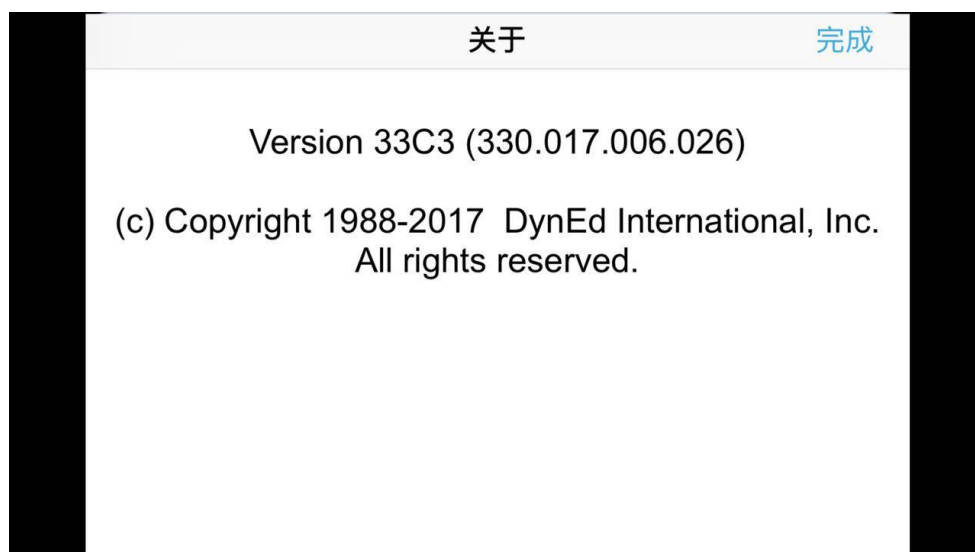 关于
完成
Version 33C3 (330.017.006.026)
(c) Copyright 1988-2017  DynEd International, Inc.
All rights reserved.